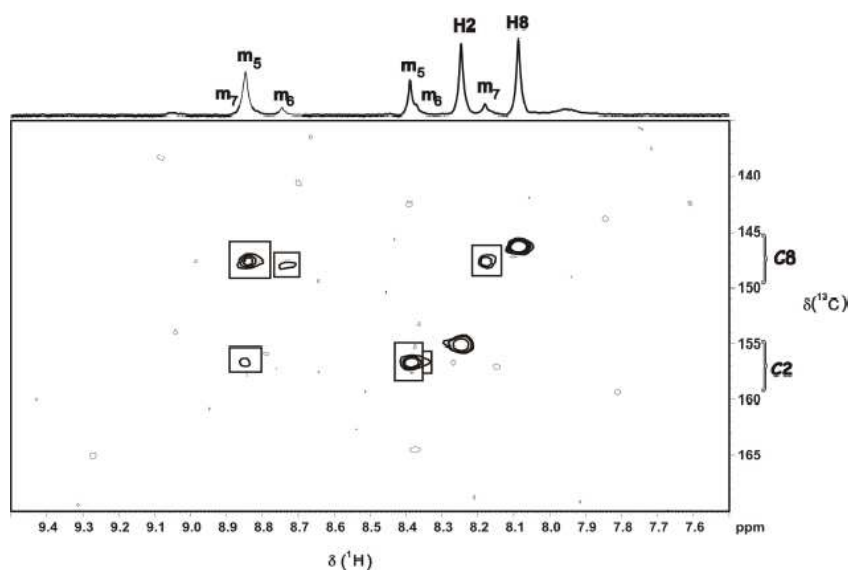 m₇ m₅ m₆ m₅ m₆ H2 m₇ H8
140
145
C8
150
δ(¹³C)
155
C2
160
165
9.4 9.3 9.2 9.1 9.0 8.9 8.8 8.7 8.6 8.5 8.4 8.3 8.2 8.1 8.0 7.9 7.8 7.7 7.6 ppm
δ (¹H)